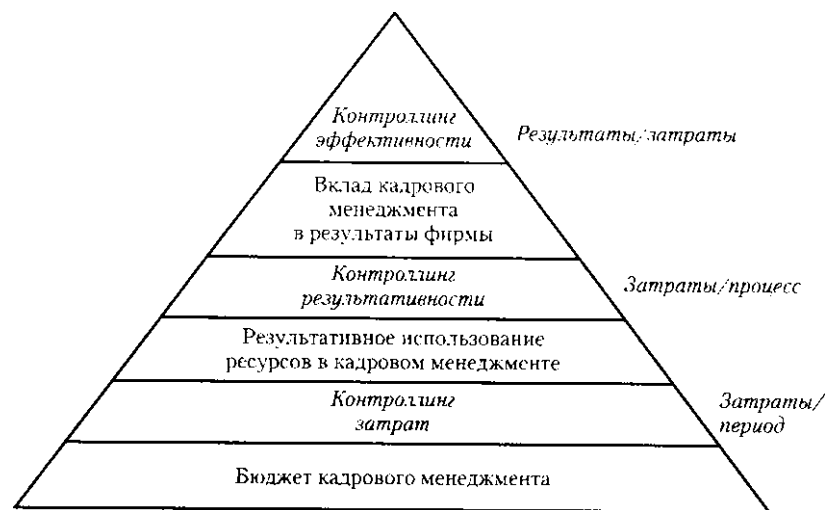 Контроллинг
эффективности
Результаты/затраты
Вклад кадрового
менеджмента
в результаты фирмы
Контроллинг
результативности
Затраты/процесс
Результативное использование
ресурсов в кадровом менеджменте
Контроллинг
затрат
Затраты/
период
Бюджет кадрового менеджмента